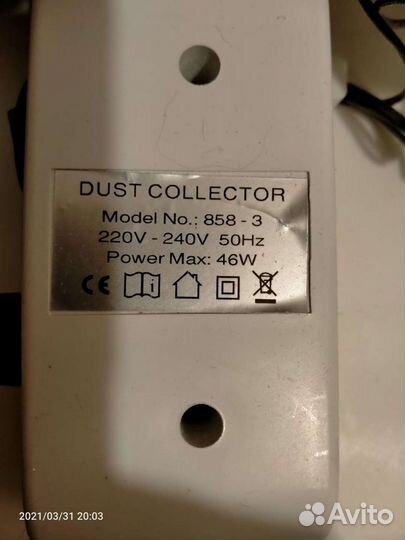 DUST COLLECTOR
Model No.: 858 - 3
220V - 240V 50Hz
Power Max: 46W
CE i
2021/03/31 20:03
Avito